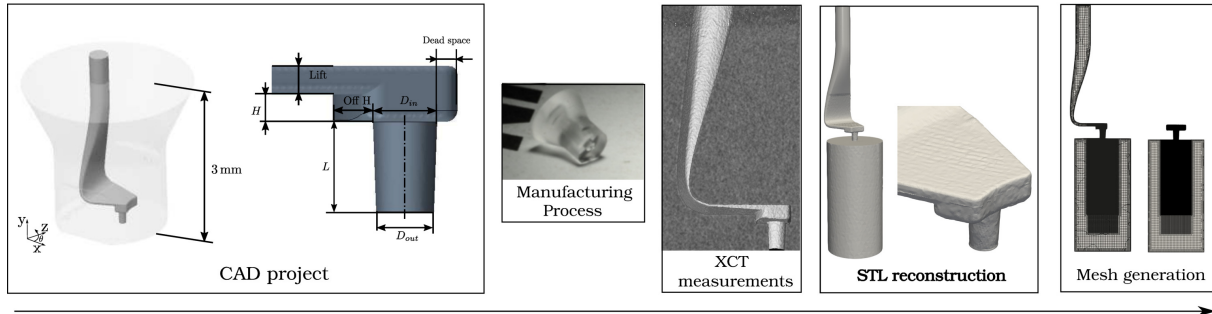 3 mm
y
z
θ
x
Dead space
Lift
H
Off H
D_in
L
D_out
CAD project
Manufacturing
Process
XCT
measurements
STL reconstruction
Mesh generation